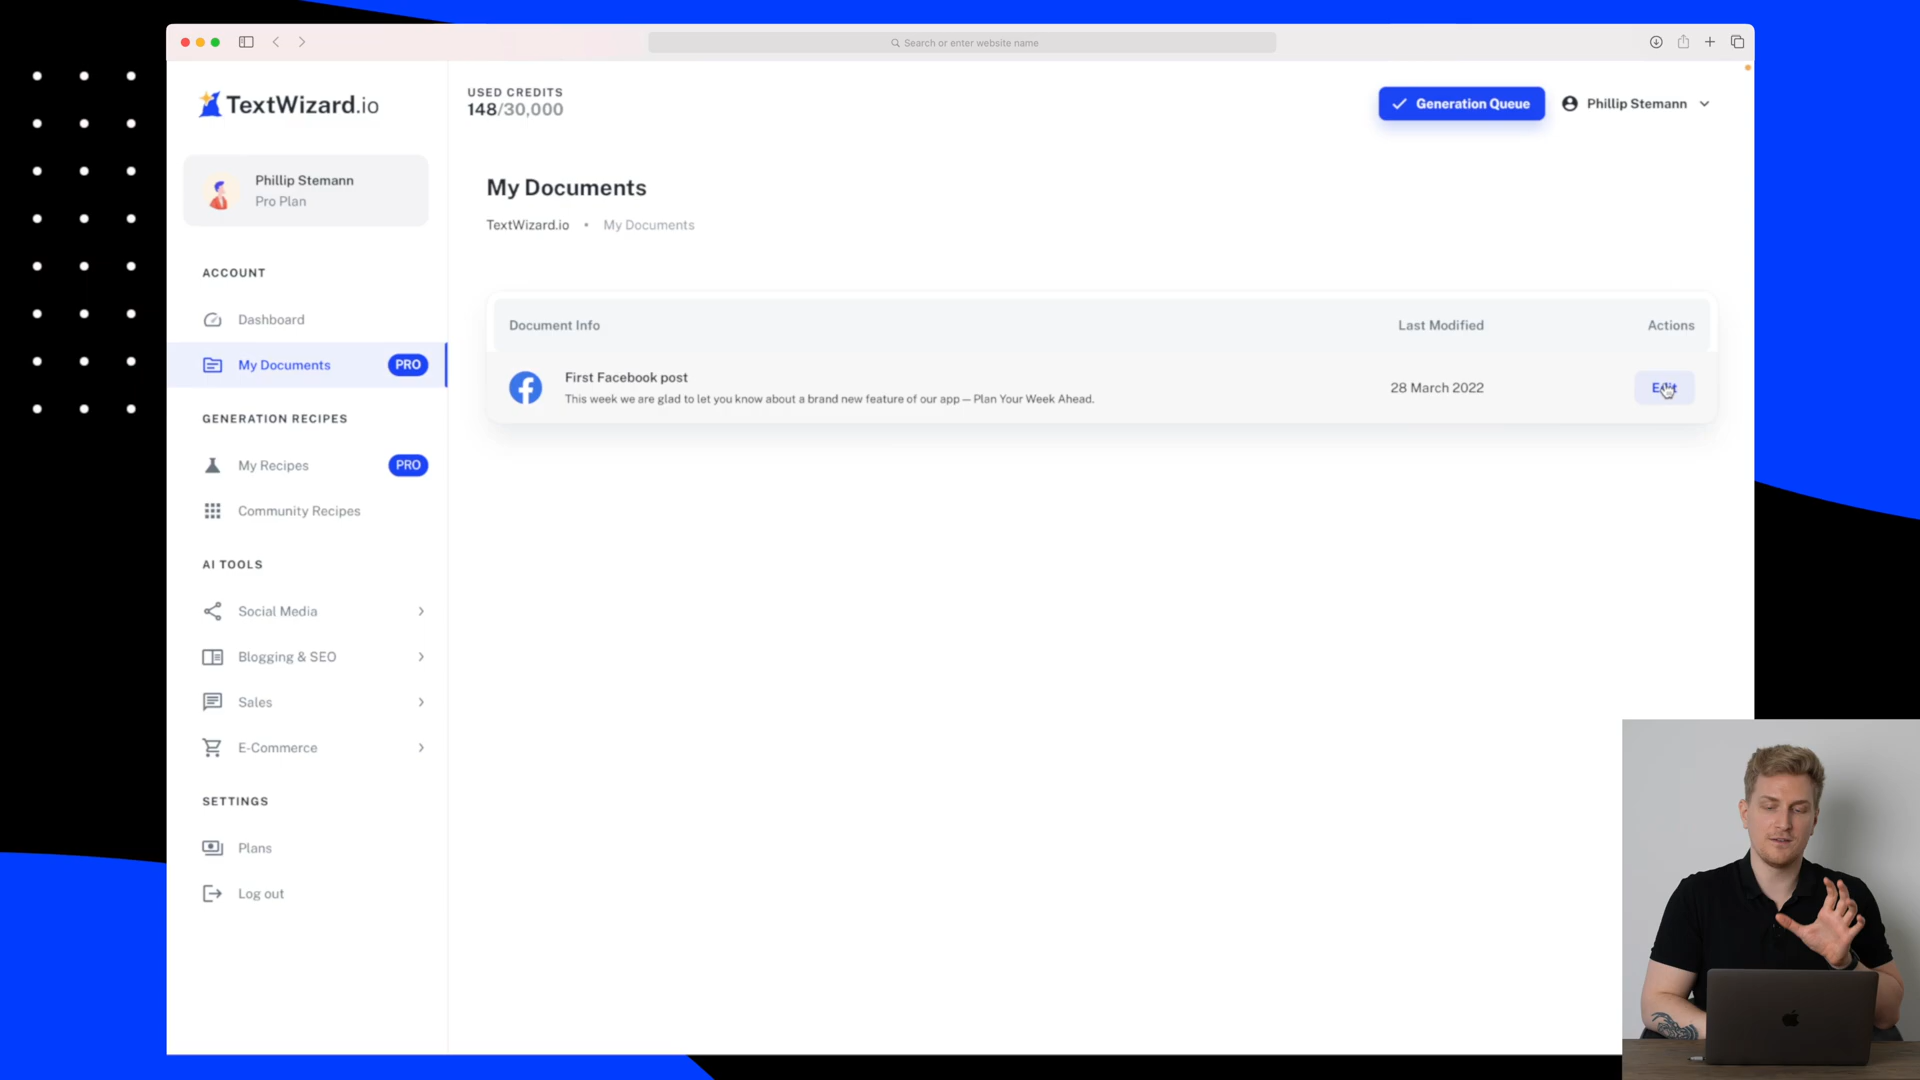 Search or enter website name
TextWizard.io
USED CREDITS
148/30,000
Generation Queue
Phillip Stemann
Phillip Stemann
Pro Plan
My Documents
TextWizard.io • My Documents
ACCOUNT
Dashboard
My Documents PRO
GENERATION RECIPES
My Recipes PRO
Community Recipes
AI TOOLS
Social Media
Blogging & SEO
Sales
E-Commerce
SETTINGS
Plans
Log out
Document Info Last Modified Actions
First Facebook post
This week we are glad to let you know about a brand new feature of our app — Plan Your Week Ahead.
28 March 2022